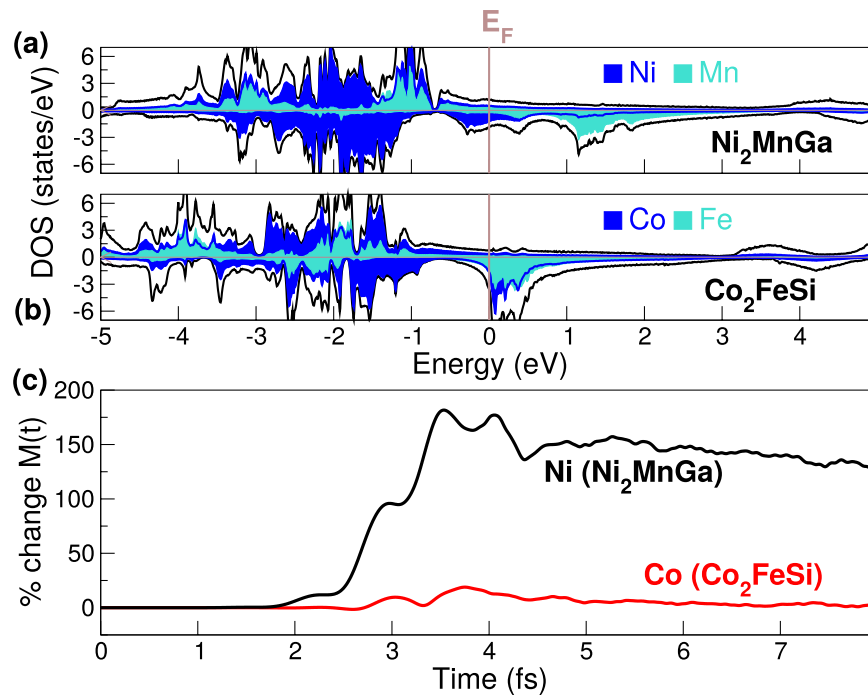 E_F
(a)
6
3
0
-3
-6
Ni Mn
Ni₂MnGa
DOS (states/eV)
6
3
0
-3
-6
Co Fe
Co₂FeSi
(b)
-5 -4 -3 -2 -1 0 1 2 3 4
Energy (eV)
(c)
200
150
100
50
0
% change M(t)
Ni (Ni₂MnGa)
Co (Co₂FeSi)
0 1 2 3 4 5 6 7
Time (fs)